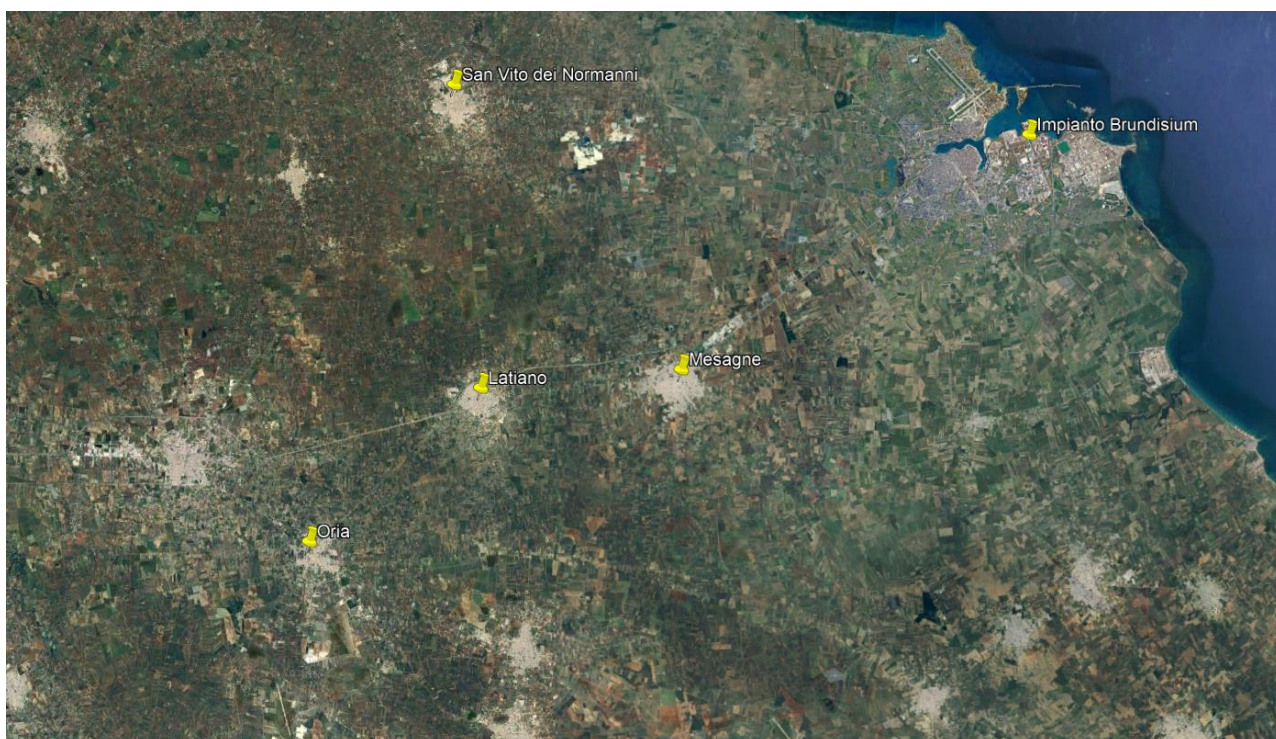 San Vito dei Normanni
Impianto Brundisium
Mesagne
Latiano
Oria